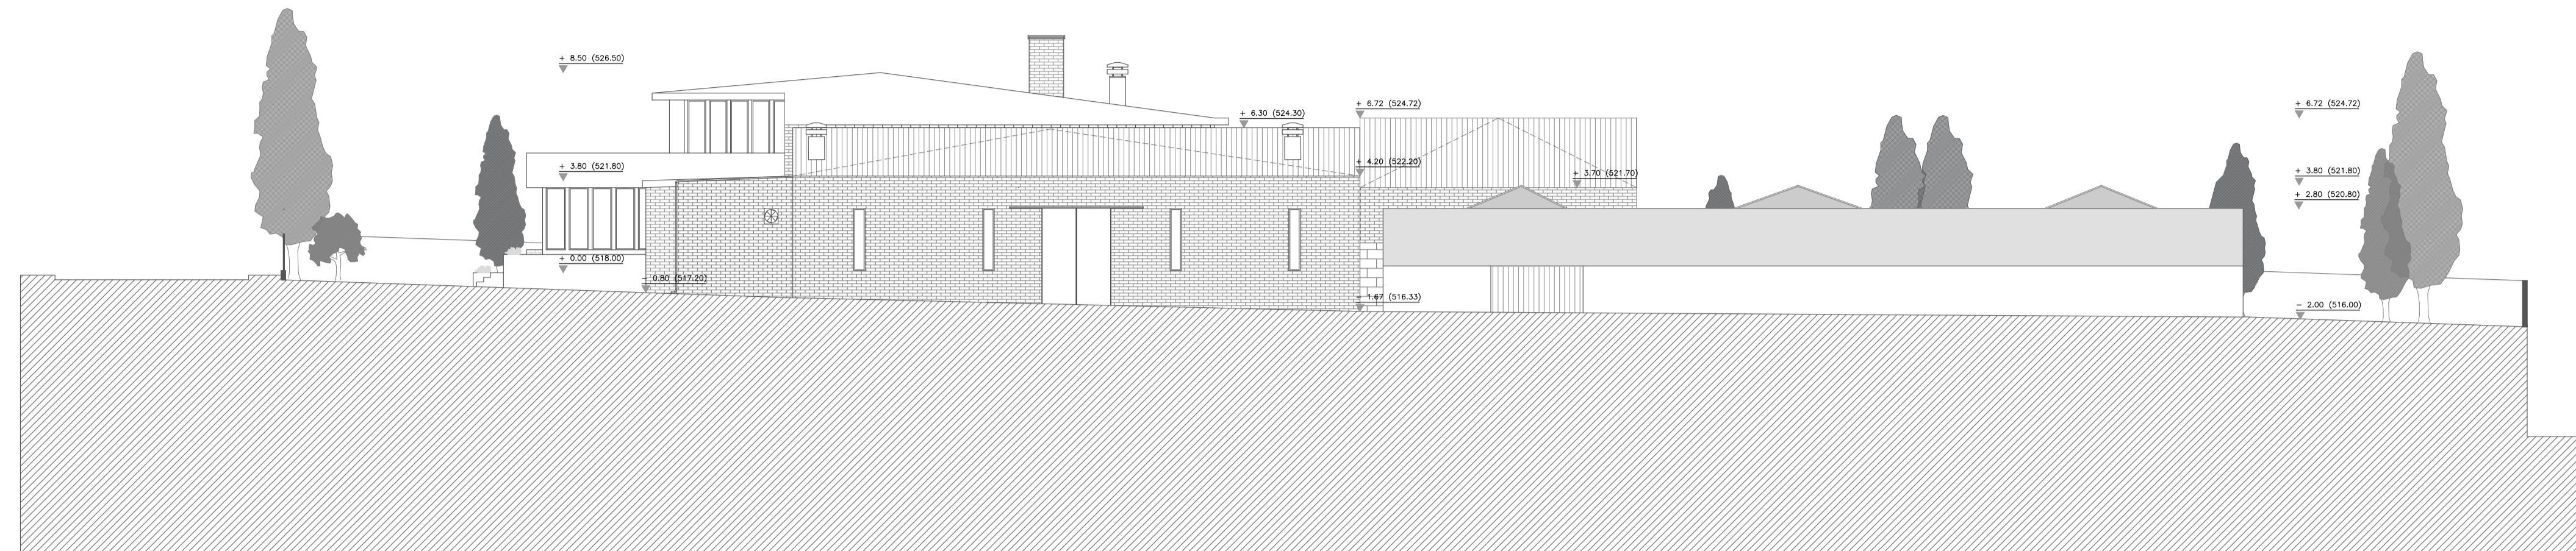 + 8.50 (526.50)
+ 6.72 (524.72)
+ 6.72 (524.72)
+ 6.30 (524.30)
+ 3.80 (521.80)
+ 4.20 (522.20)
+ 3.70 (521.70)
+ 3.80 (521.80)
+ 2.80 (520.80)
+ 0.00 (518.00)
- 0.80 (517.20)
- 1.67 (516.33)
- 2.00 (516.00)